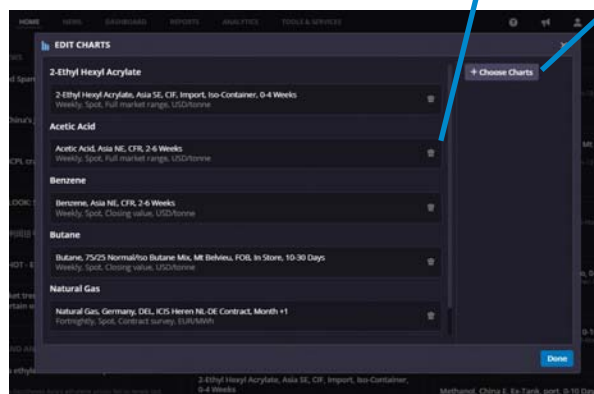 HOME NEWS DASHBOARD REPORTS ANALYTICS TOOLS & SERVICES
EDIT CHARTS
2-Ethyl Hexyl Acrylate
+ Choose Charts
2-Ethyl Hexyl Acrylate, Asia SE, CIF, Import, Iso-Container, 0-4 Weeks
Weekly, Spot, Full market range, USD/tonne
Acetic Acid
Acetic Acid, Asia NE, CFR, 2-6 Weeks
Weekly, Spot, Full market range, USD/tonne
Benzene
Benzene, Asia NE, CFR, 2-6 Weeks
Weekly, Spot, Closing value, USD/tonne
Butane
Butane, 75/25 Normal/Iso Butane Mix, Mt Belvieu, FOB, In Store, 10-30 Days
Weekly, Spot, Closing value, USD/tonne
Natural Gas
Natural Gas, Germany, DEL, ICIS Heren NL-DE Contract, Month +1
Fortnightly, Spot, Contract survey, EUR/MWh
Done
2-Ethyl Hexyl Acrylate, Asia SE, CIF, Import, Iso-Container,
0-4 Weeks
Methanol, China E, Ex-Tank, port, 0-10 Days